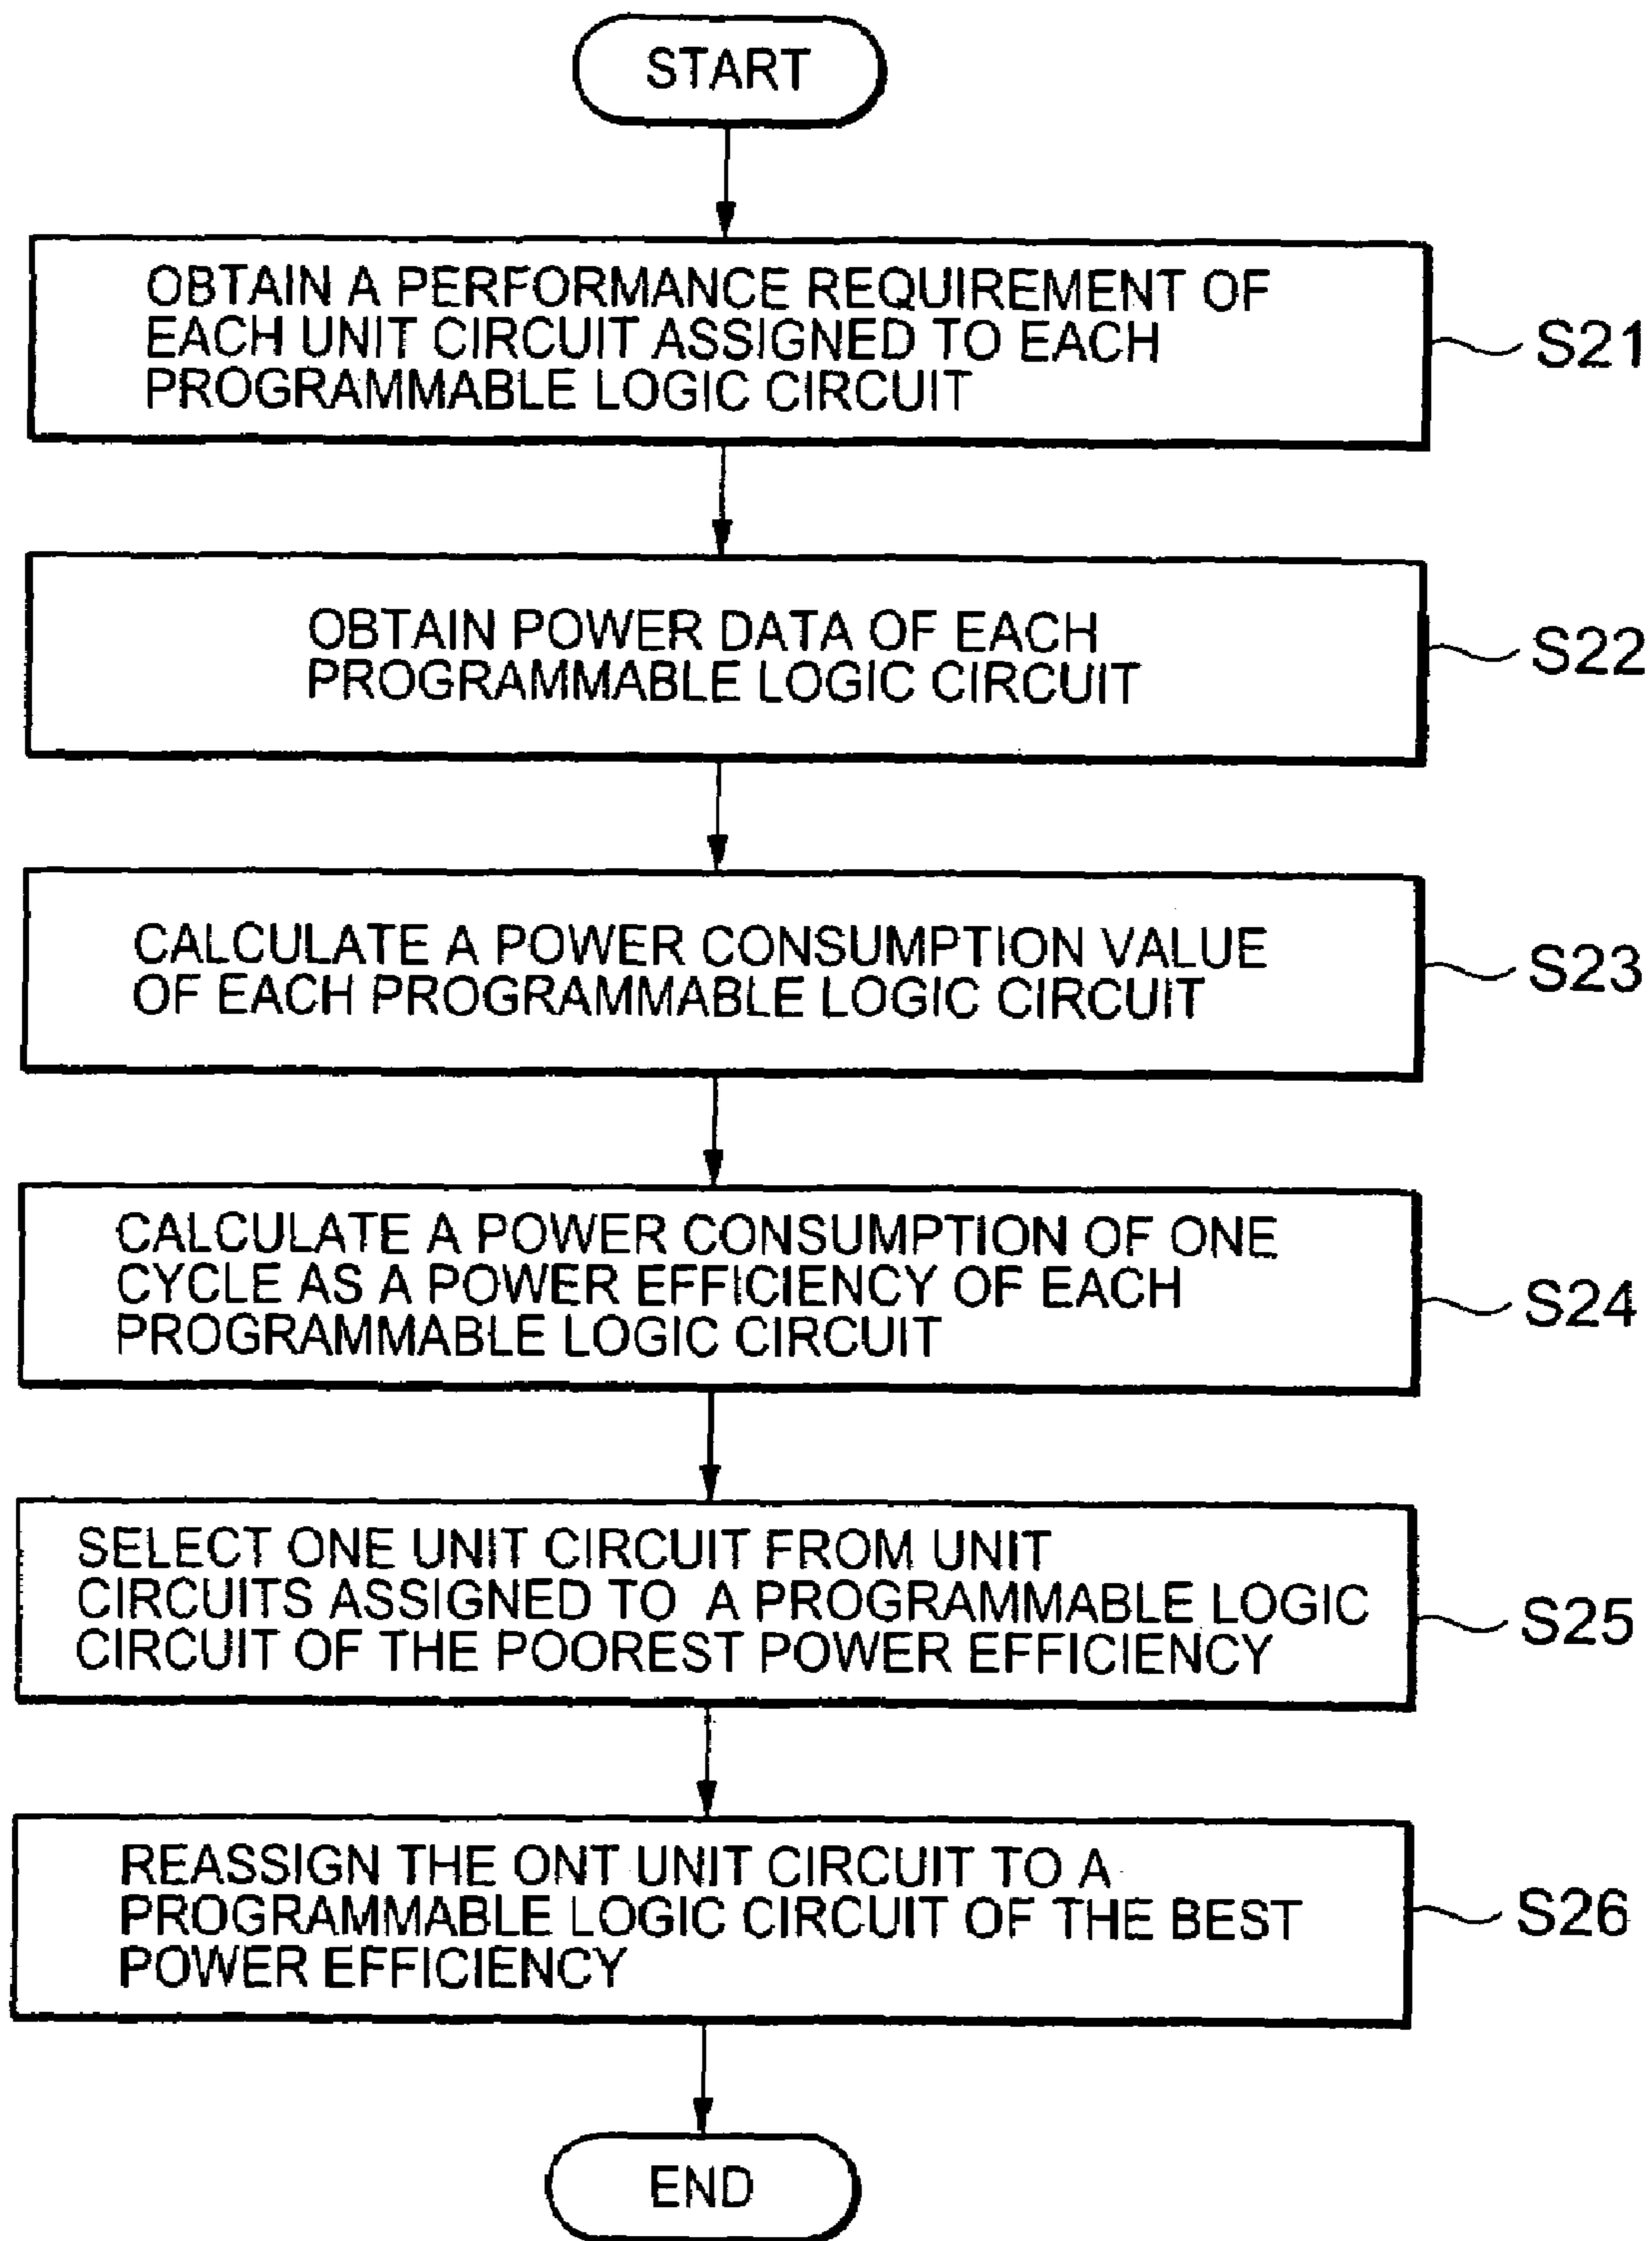 START
OBTAIN A PERFORMANCE REQUIREMENT OF
EACH UNIT CIRCUIT ASSIGNED TO EACH
PROGRAMMABLE LOGIC CIRCUIT
S21
OBTAIN POWER DATA OF EACH
PROGRAMMABLE LOGIC CIRCUIT
S22
CALCULATE A POWER CONSUMPTION VALUE
OF EACH PROGRAMMABLE LOGIC CIRCUIT
S23
CALCULATE A POWER CONSUMPTION OF ONE
CYCLE AS A POWER EFFICIENCY OF EACH
PROGRAMMABLE LOGIC CIRCUIT
S24
SELECT ONE UNIT CIRCUIT FROM UNIT
CIRCUITS ASSIGNED TO A PROGRAMMABLE LOGIC
CIRCUIT OF THE POOREST POWER EFFICIENCY
S25
REASSIGN THE ONT UNIT CIRCUIT TO A
PROGRAMMABLE LOGIC CIRCUIT OF THE BEST
POWER EFFICIENCY
S26
END